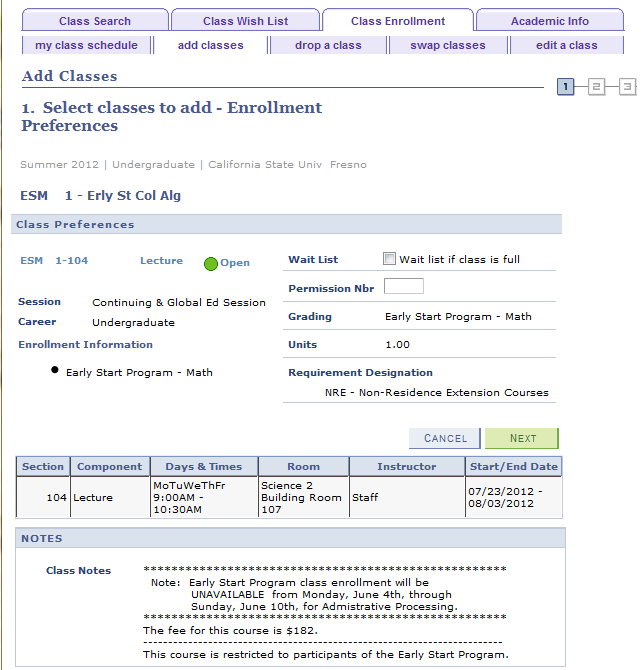 Class Search Class Wish List Class Enrollment Academic Info
my class schedule add classes drop a class swap classes edit a class
Add Classes
1 2 3
1. Select classes to add - Enrollment
Preferences
Summer 2012 | Undergraduate | California State Univ Fresno
ESM 1 - Erly St Col Alg
Class Preferences
ESM 1-104 Lecture Open
Session Continuing & Global Ed Session
Career Undergraduate
Enrollment Information
Early Start Program - Math
Wait List Wait list if class is full
Permission Nbr
Grading Early Start Program - Math
Units 1.00
Requirement Designation
NRE - Non-Residence Extension Courses
CANCEL NEXT
Section Component Days & Times Room Instructor Start/End Date
104 Lecture MoTuWeThFr 9:00AM - 10:30AM Science 2 Building Room 107 Staff 07/23/2012 - 08/03/2012
NOTES
Class Notes
****************************************************
Note: Early Start Program class enrollment will be
UNAVAILABLE from Monday, June 4th, through
Sunday, June 10th, for Admistrative Processing.
****************************************************
The fee for this course is $182.
------------------------------------------------------------------------
This course is restricted to participants of the Early Start Program.